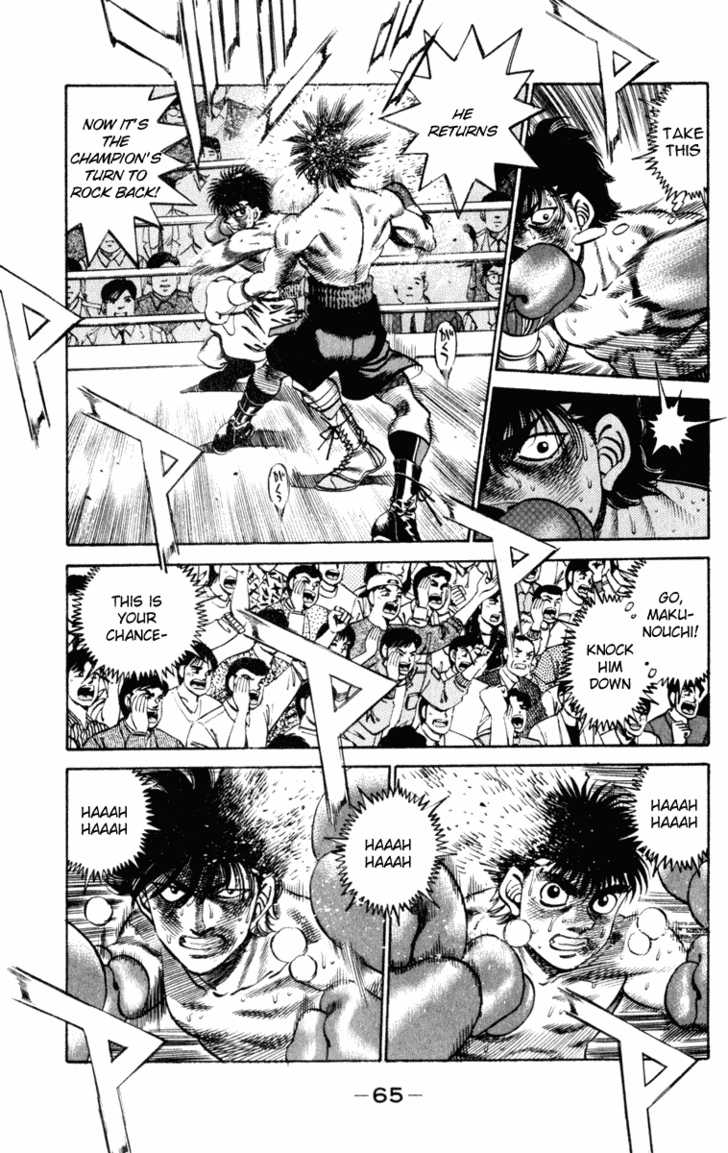 TAKE
THIS
HE
RETURNS
NOW IT'S
THE
CHAMPION'S
TURN TO
ROCK BACK!
GO,
MAKU-
NOUCHI!
KNOCK
HIM
DOWN
THIS IS
YOUR
CHANCE-
HAAAH
HAAAH
HAAAH
HAAAH
HAAAH
HAAAH
-65-